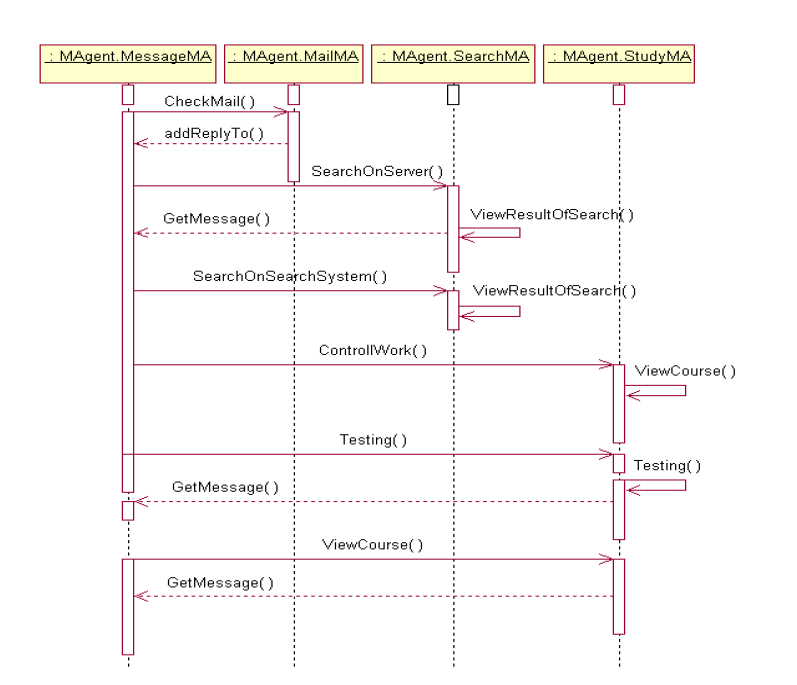 : MAgent.MessageMA
: MAgent.MailMA
: MAgent.SearchMA
: MAgent.StudyMA
CheckMail( )
addReplyTo( )
SearchOnServer( )
ViewResultOfSearch( )
GetMessage( )
SearchOnSearchSystem( )
ViewResultOfSearch( )
ControllWork( )
ViewCourse( )
Testing( )
Testing( )
GetMessage( )
ViewCourse( )
GetMessage( )